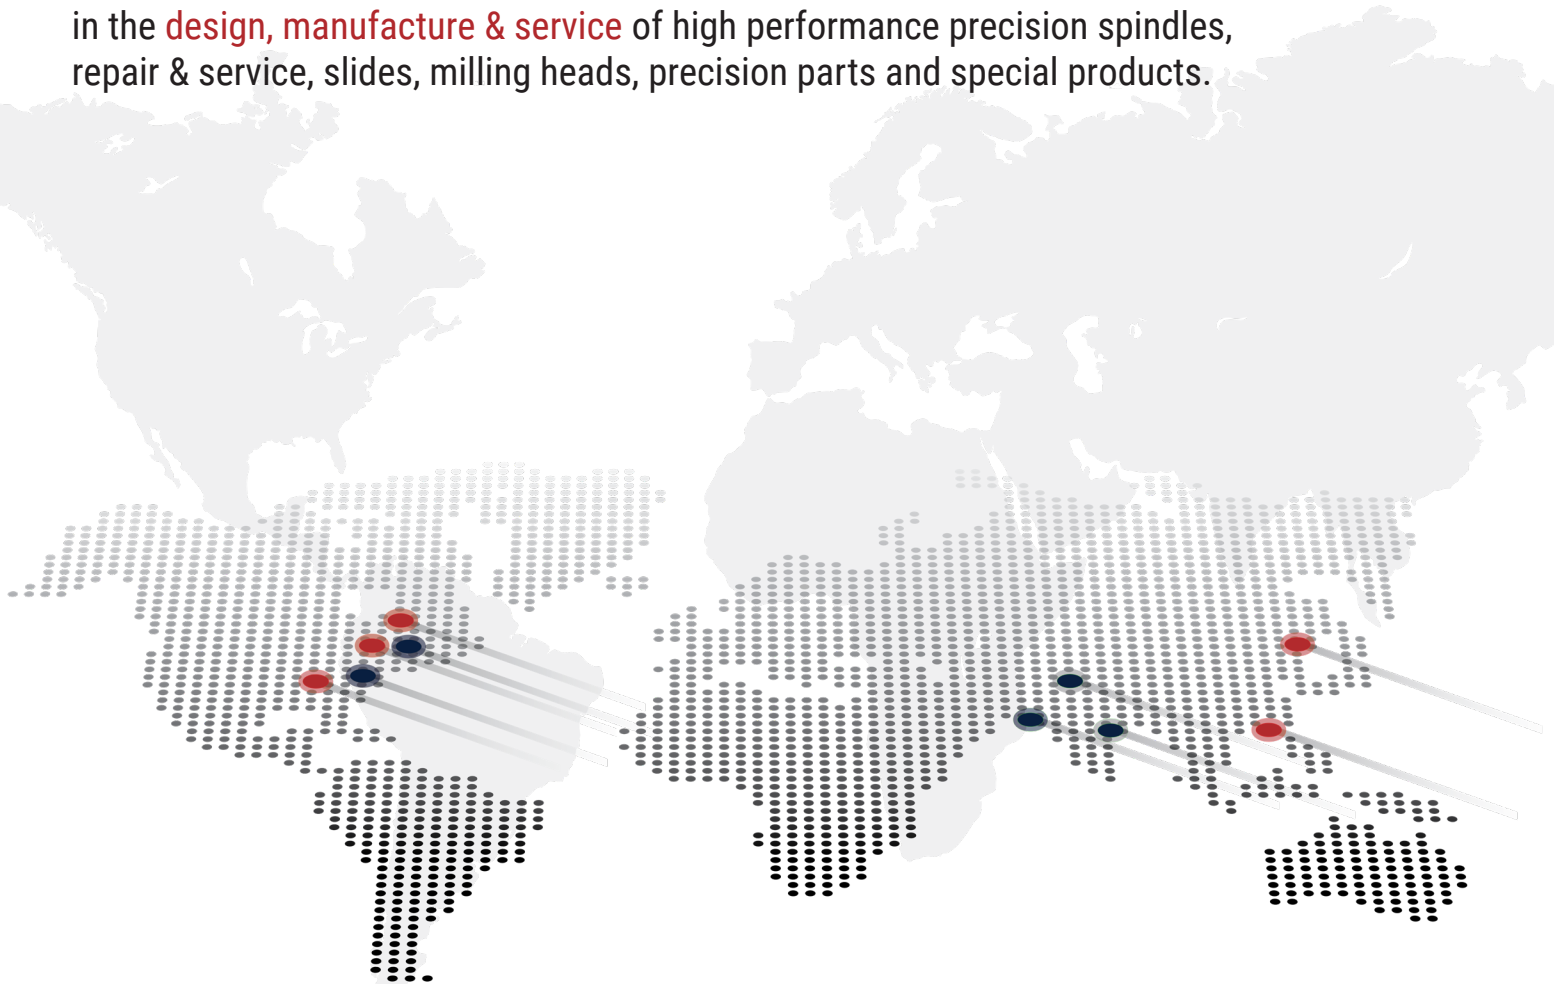 in the design, manufacture & service of high performance precision spindles,
repair & service, slides, milling heads, precision parts and special products.